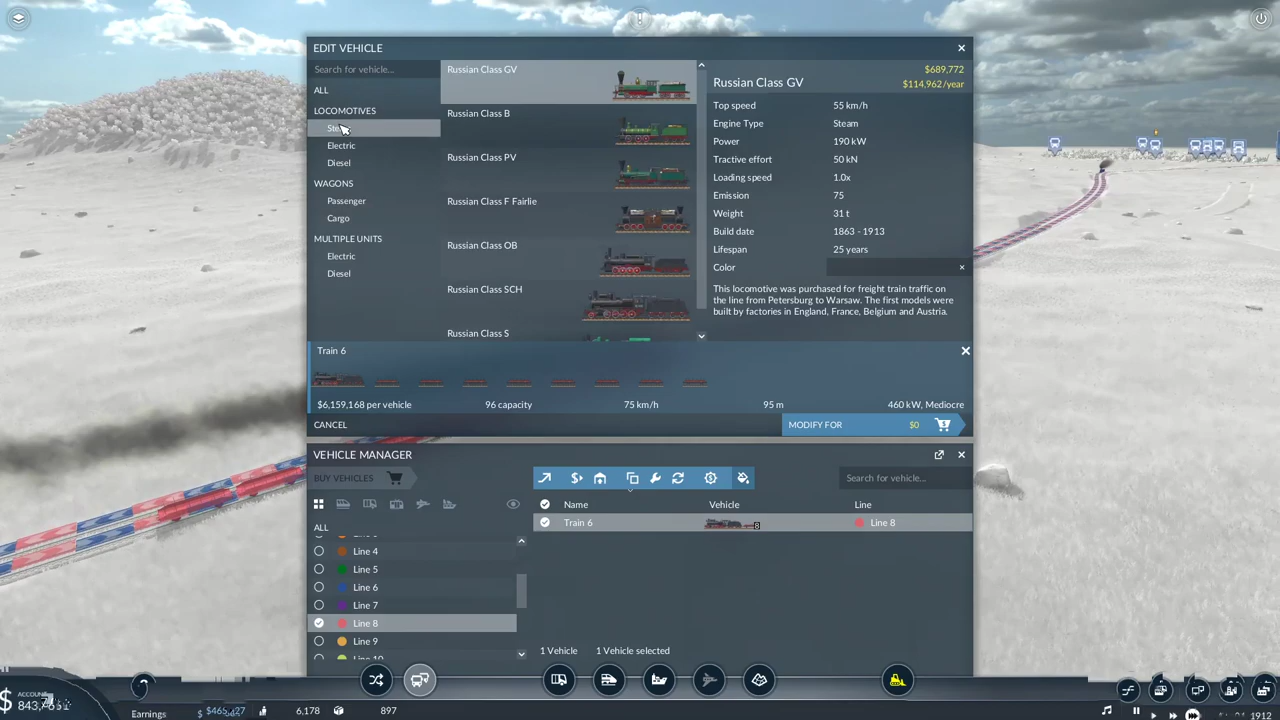 EDIT VEHICLE
Search for vehicle...
ALL
LOCOMOTIVES
Electric
Diesel
WAGONS
Passenger
Cargo
MULTIPLE UNITS
Electric
Diesel
Russian Class GV
Russian Class B
Russian Class PV
Russian Class F Fairlie
Russian Class OB
Russian Class SCH
Russian Class S
$689,772
Russian Class GV
$114,962/year
Top speed 55 km/h
Engine Type Steam
Power 190 kW
Tractive effort 50 kN
Loading speed 1.0x
Emission 75
Weight 31 t
Build date 1863 - 1913
Lifespan 25 years
Color
This locomotive was purchased for freight train traffic on
the line from Petersburg to Warsaw. The first models were
built by factories in England, France, Belgium and Austria.
Train 6
$6,159,168 per vehicle 96 capacity 75 km/h 95 m 460 kW, Mediocre
CANCEL
MODIFY FOR $0
VEHICLE MANAGER
BUY VEHICLES
Search for vehicle...
ALL
Line 4
Line 5
Line 6
Line 7
Line 8
Line 9
Line 10
Name Vehicle Line
Train 6 8 Line 8
1 Vehicle 1 Vehicle selected
Earnings
6,178
897
1912